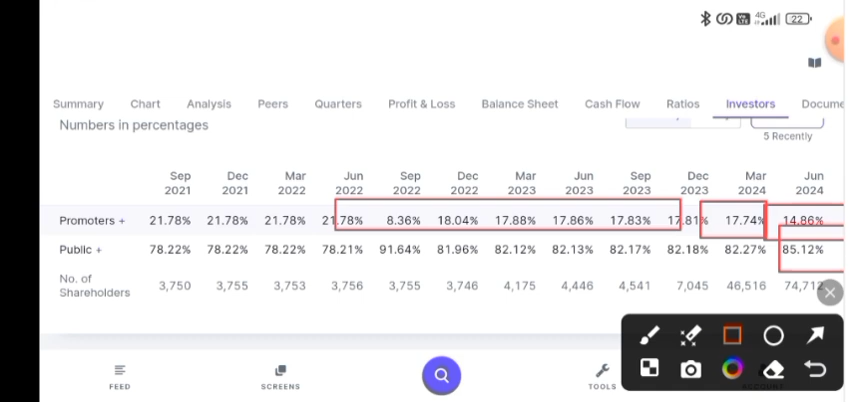 4G 22
Summary Chart Analysis Peers Quarters Profit & Loss Balance Sheet Cash Flow Ratios Investors Docume
Numbers in percentages
5 Recently
Sep 2021 Dec 2021 Mar 2022 Jun 2022 Sep 2022 Dec 2022 Mar 2023 Jun 2023 Sep 2023 Dec 2023 Mar 2024 Jun 2024
Promoters + 21.78% 21.78% 21.78% 21.78% 8.36% 18.04% 17.88% 17.86% 17.83% 17.81% 17.74% 14.86%
Public + 78.22% 78.22% 78.22% 78.21% 91.64% 81.96% 82.12% 82.13% 82.17% 82.18% 82.27% 85.12%
No. of Shareholders 3,750 3,755 3,753 3,756 3,755 3,746 4,175 4,446 4,541 7,045 46,516 74,712
FEED SCREENS TOOLS